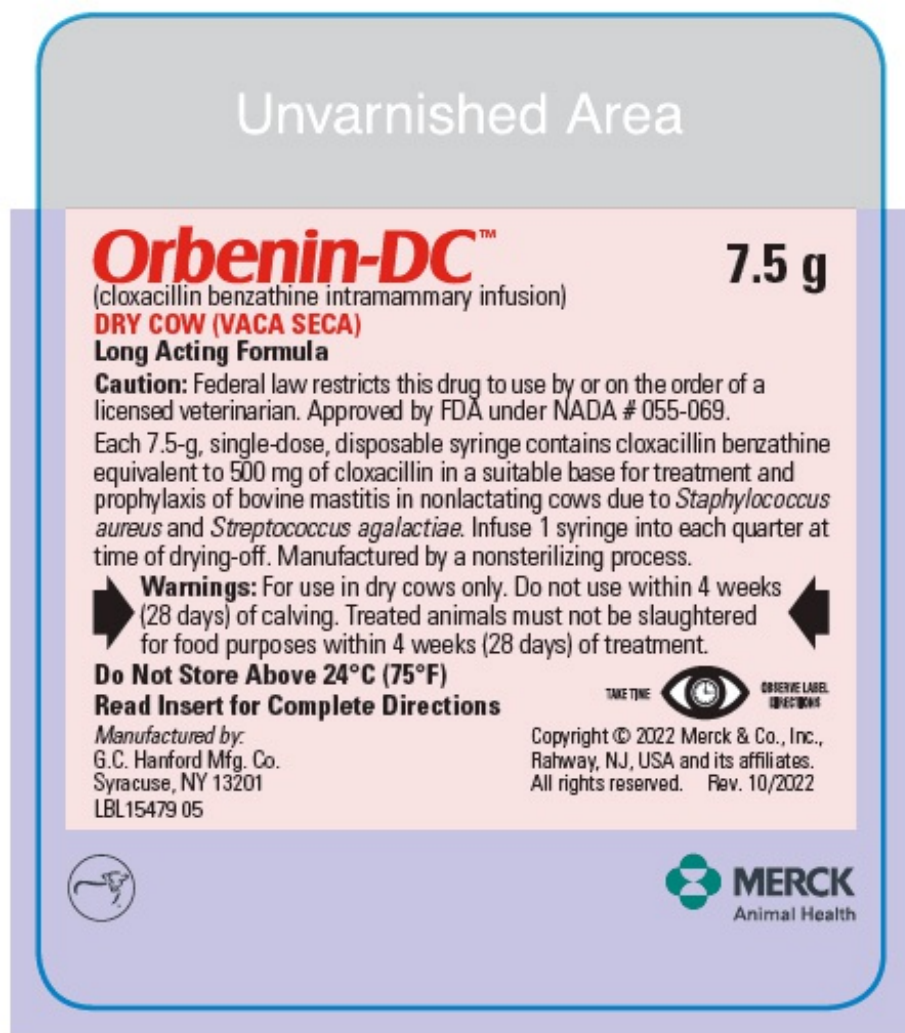 Unvarnished Area
Orbenin-DC™
7.5 g
(cloxacillin benzathine intramammary infusion)
DRY COW (VACA SECA)
Long Acting Formula
Caution: Federal law restricts this drug to use by or on the order of a
licensed veterinarian. Approved by FDA under NADA # 055-069.
Each 7.5-g, single-dose, disposable syringe contains cloxacillin benzathine
equivalent to 500 mg of cloxacillin in a suitable base for treatment and
prophylaxis of bovine mastitis in nonlactating cows due to Staphylococcus
aureus and Streptococcus agalactiae. Infuse 1 syringe into each quarter at
time of drying-off. Manufactured by a nonsterilizing process.
Warnings: For use in dry cows only. Do not use within 4 weeks
(28 days) of calving. Treated animals must not be slaughtered
for food purposes within 4 weeks (28 days) of treatment.
Do Not Store Above 24°C (75°F)
Read Insert for Complete Directions
TAKE TIME
OBSERVE LABEL
DIRECTIONS
Manufactured by:
G.C. Hanford Mfg. Co.
Syracuse, NY 13201
LBL15479 05
Copyright © 2022 Merck & Co., Inc.,
Rahway, NJ, USA and its affiliates.
All rights reserved. Rev. 10/2022
MERCK
Animal Health